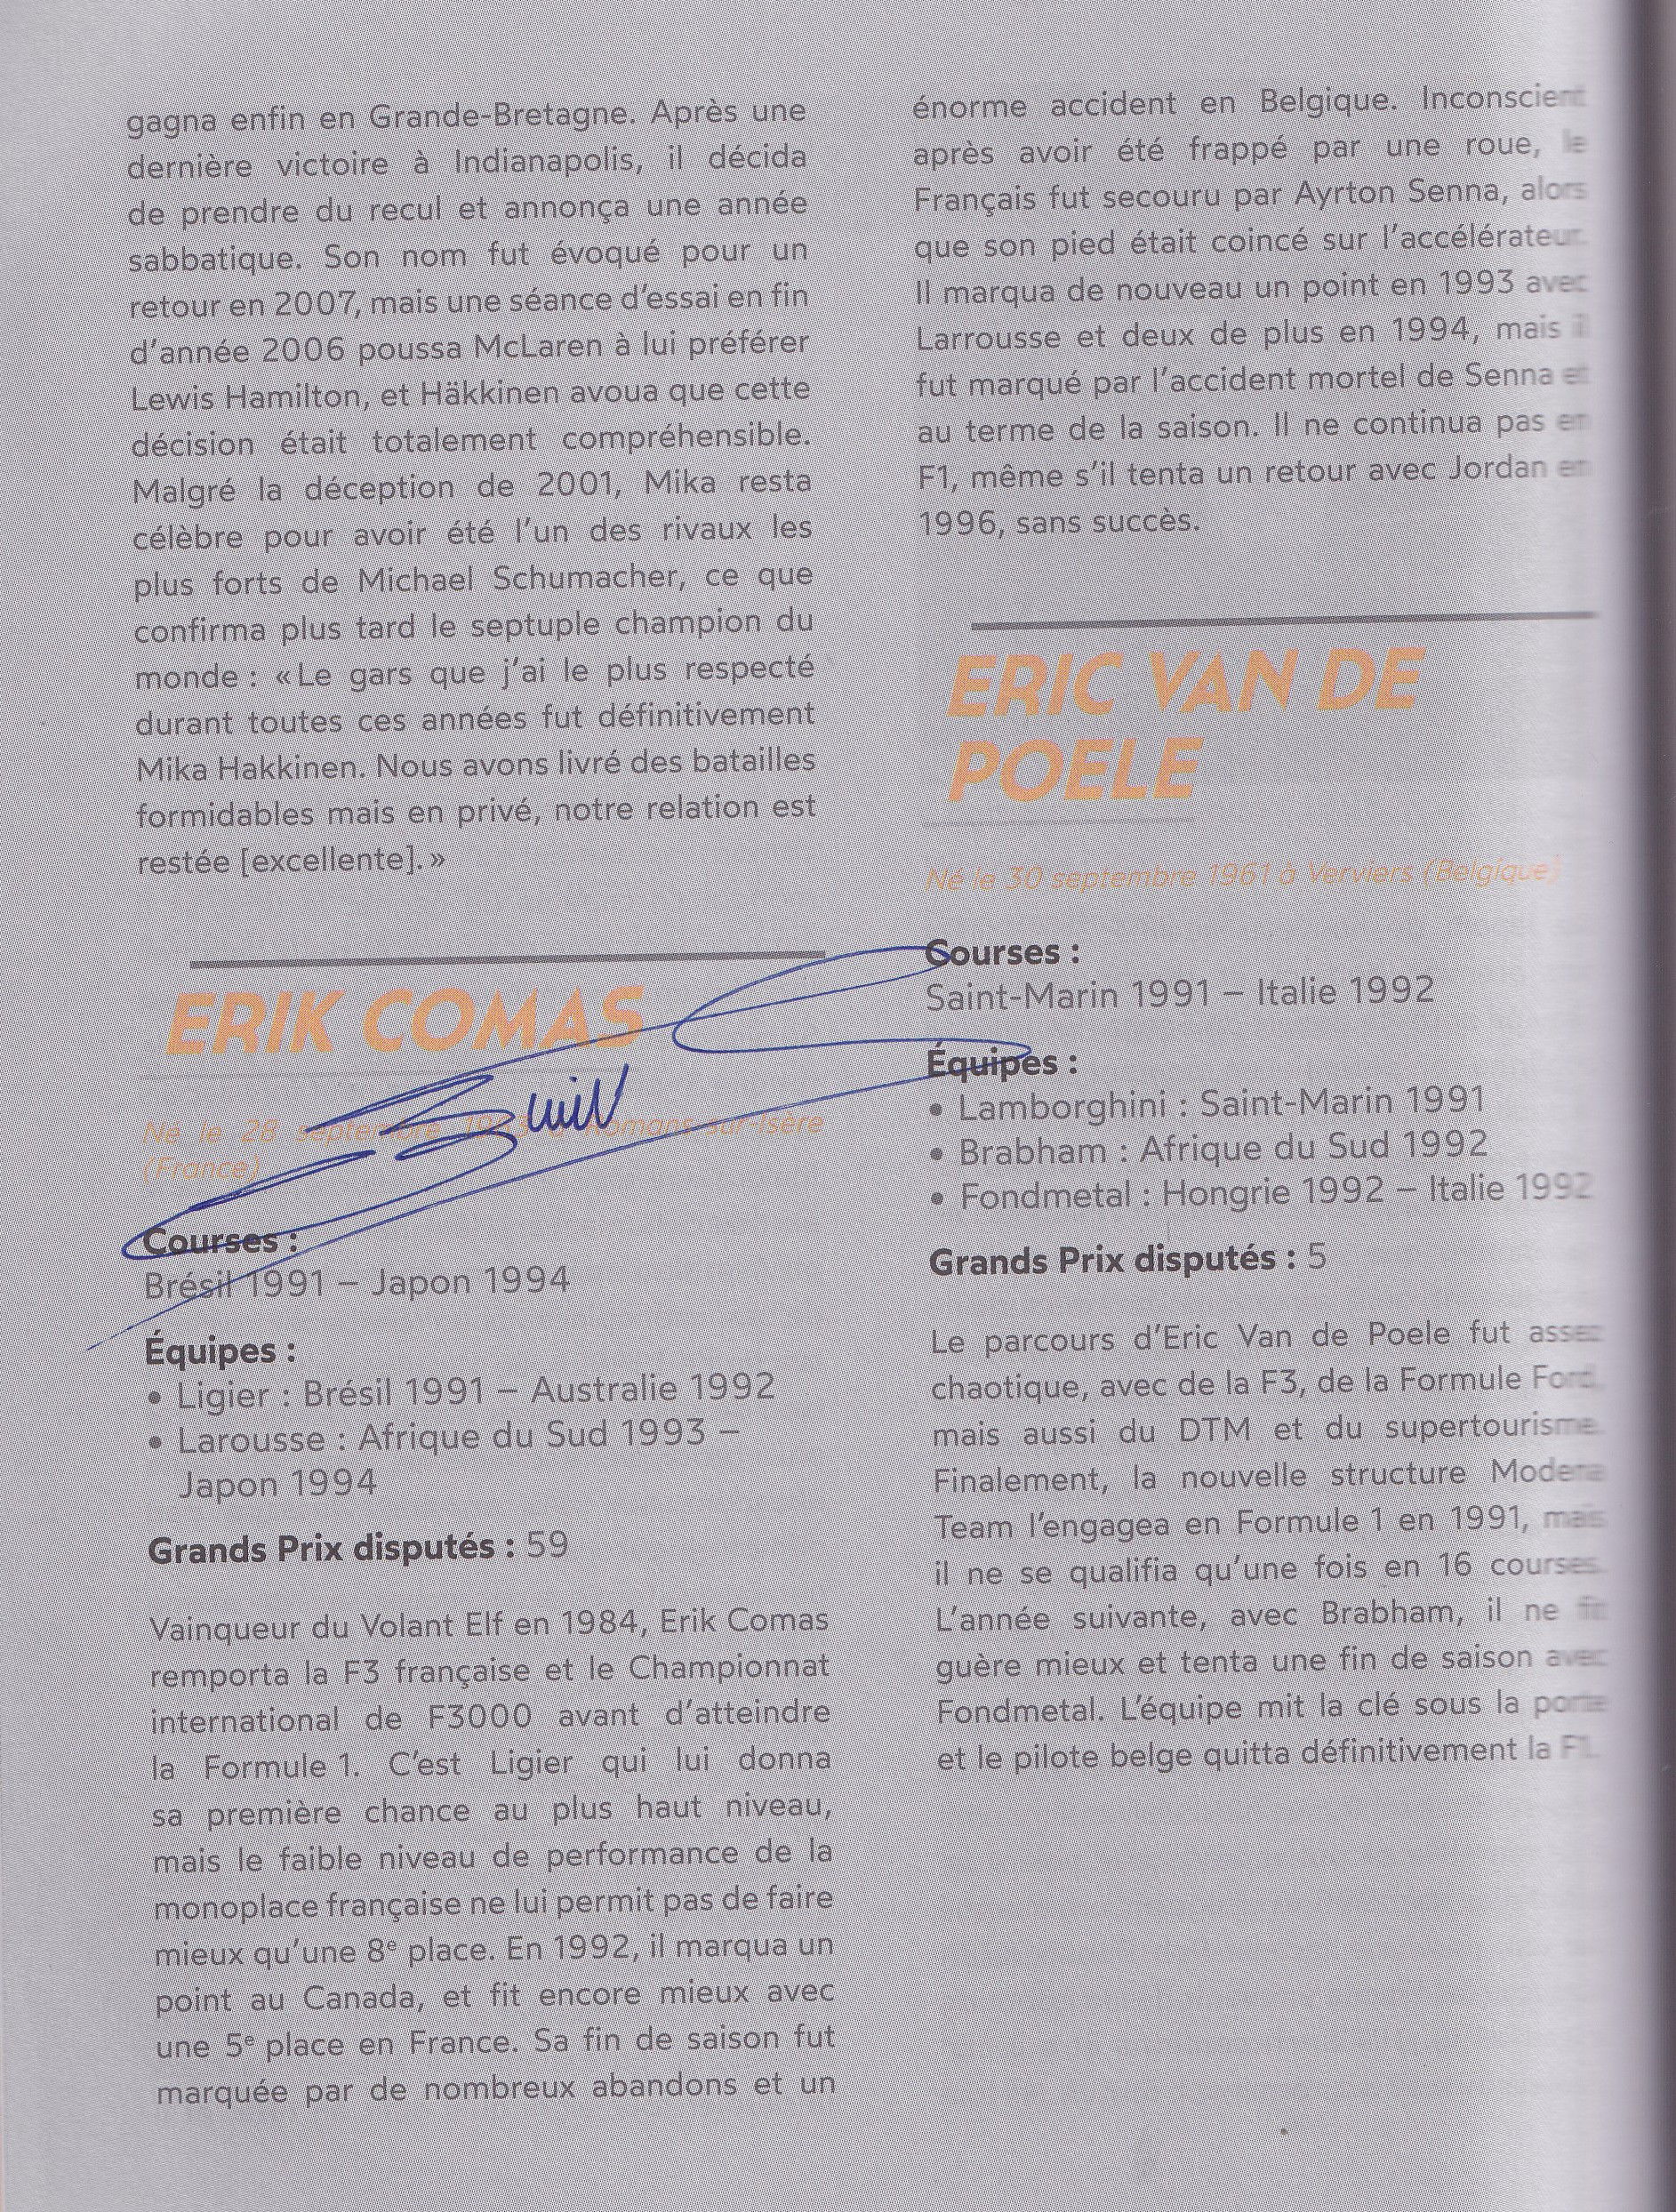 gagna enfin en Grande-Bretagne. Après une
dernière victoire à Indianapolis, il décida
de prendre du recul et annonça une année
sabbatique. Son nom fut évoqué pour un
retour en 2007, mais une séance d’essai en fin
d’année 2006 poussa McLaren à lui préférer
Lewis Hamilton, et Häkkinen avoua que cette
décision était totalement compréhensible.
Malgré la déception de 2001, Mika resta
célèbre pour avoir été l’un des rivaux les
plus forts de Michael Schumacher, ce que
confirma plus tard le septuple champion du
monde : « Le gars que j’ai le plus respecté
durant toutes ces années fut définitivement
Mika Hakkinen. Nous avons livré des batailles
formidables mais en privé, notre relation est
restée [excellente]. »
ERIK COMAS
Né le 28 septembre 1963 à Romans-sur-Isère
(France)
Courses :
Brésil 1991 – Japon 1994
Équipes :
• Ligier : Brésil 1991 – Australie 1992
• Larousse : Afrique du Sud 1993 –
Japon 1994
Grands Prix disputés : 59
Vainqueur du Volant Elf en 1984, Erik Comas
remporta la F3 française et le Championnat
international de F3000 avant d’atteindre
la Formule 1. C’est Ligier qui lui donna
sa première chance au plus haut niveau,
mais le faible niveau de performance de la
monoplace française ne lui permit pas de faire
mieux qu’une 8e place. En 1992, il marqua un
point au Canada, et fit encore mieux avec
une 5e place en France. Sa fin de saison fut
marquée par de nombreux abandons et un
énorme accident en Belgique. Inconscient
après avoir été frappé par une roue, le
Français fut secouru par Ayrton Senna, alors
que son pied était coincé sur l’accélérateur.
Il marqua de nouveau un point en 1993 avec
Larrousse et deux de plus en 1994, mais il
fut marqué par l’accident mortel de Senna et
au terme de la saison. Il ne continua pas en
F1, même s’il tenta un retour avec Jordan en
1996, sans succès.
ERIC VAN DE
POELE
Né le 30 septembre 1961 à Verviers (Belgique)
Courses :
Saint-Marin 1991 – Italie 1992
Équipes :
• Lamborghini : Saint-Marin 1991
• Brabham : Afrique du Sud 1992
• Fondmetal : Hongrie 1992 – Italie 1992
Grands Prix disputés : 5
Le parcours d’Eric Van de Poele fut assez
chaotique, avec de la F3, de la Formule Ford,
mais aussi du DTM et du supertourisme.
Finalement, la nouvelle structure Modena
Team l’engagea en Formule 1 en 1991, mais
il ne se qualifia qu’une fois en 16 courses.
L’année suivante, avec Brabham, il ne fit
guère mieux et tenta une fin de saison avec
Fondmetal. L’équipe mit la clé sous la porte
et le pilote belge quitta définitivement la F1.